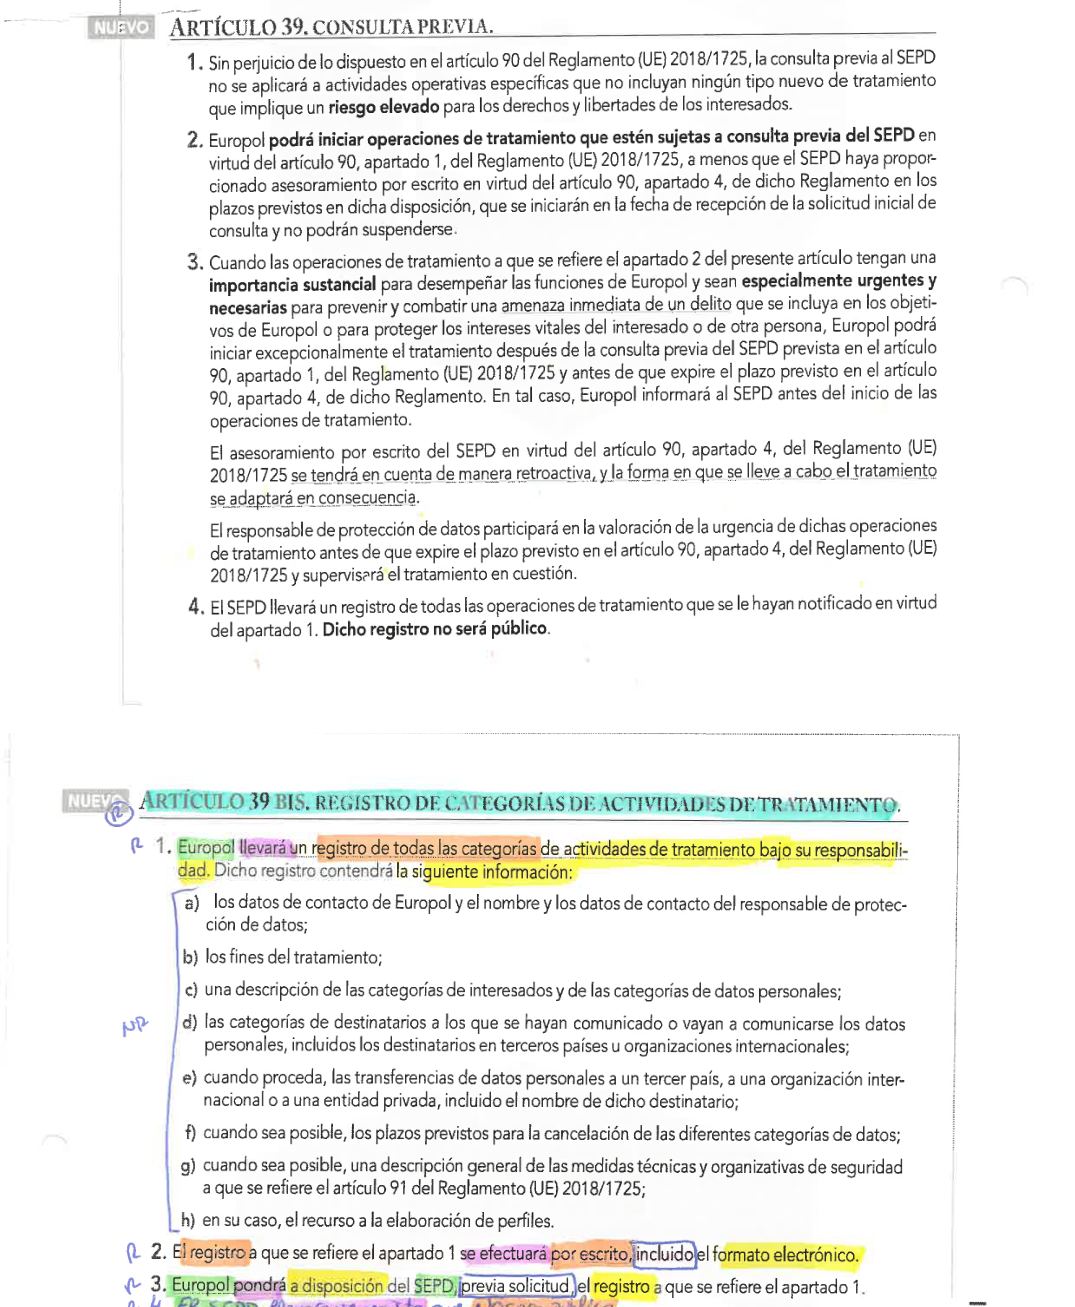 NUEVO ARTÍCULO 39. CONSULTA PREVIA.
1. Sin perjuicio de lo dispuesto en el artículo 90 del Reglamento (UE) 2018/1725, la consulta previa al SEPD
no se aplicará a actividades operativas específicas que no incluyan ningún tipo nuevo de tratamiento
que implique un riesgo elevado para los derechos y libertades de los interesados.
2. Europol podrá iniciar operaciones de tratamiento que estén sujetas a consulta previa del SEPD en
virtud del artículo 90, apartado 1, del Reglamento (UE) 2018/1725, a menos que el SEPD haya propor-
cionado asesoramiento por escrito en virtud del artículo 90, apartado 4, de dicho Reglamento en los
plazos previstos en dicha disposición, que se iniciarán en la fecha de recepción de la solicitud inicial de
consulta y no podrán suspenderse.
3. Cuando las operaciones de tratamiento a que se refiere el apartado 2 del presente artículo tengan una
importancia sustancial para desempeñar las funciones de Europol y sean especialmente urgentes y
necesarias para prevenir y combatir una amenaza inmediata de un delito que se incluya en los objeti-
vos de Europol o para proteger los intereses vitales del interesado o de otra persona, Europol podrá
iniciar excepcionalmente el tratamiento después de la consulta previa del SEPD prevista en el artículo
90, apartado 1, del Reglamento (UE) 2018/1725 y antes de que expire el plazo previsto en el artículo
90, apartado 4, de dicho Reglamento. En tal caso, Europol informará al SEPD antes del inicio de las
operaciones de tratamiento.
El asesoramiento por escrito del SEPD en virtud del artículo 90, apartado 4, del Reglamento (UE)
2018/1725 se tendrá en cuenta de manera retroactiva, y la forma en que se lleve a cabo el tratamiento
se adaptará en consecuencia.
El responsable de protección de datos participará en la valoración de la urgencia de dichas operaciones
de tratamiento antes de que expire el plazo previsto en el artículo 90, apartado 4, del Reglamento (UE)
2018/1725 y supervisará el tratamiento en cuestión.
4. El SEPD llevará un registro de todas las operaciones de tratamiento que se le hayan notificado en virtud
del apartado 1. Dicho registro no será público.
NUEVO ARTÍCULO 39 BIS. REGISTRO DE CATEGORÍAS DE ACTIVIDADES DE TRATAMIENTO.
R
R 1. Europol llevará un registro de todas las categorías de actividades de tratamiento bajo su responsabili-
dad. Dicho registro contendrá la siguiente información:
a) los datos de contacto de Europol y el nombre y los datos de contacto del responsable de protec-
ción de datos;
b) los fines del tratamiento;
c) una descripción de las categorías de interesados y de las categorías de datos personales;
NR d) las categorías de destinatarios a los que se hayan comunicado o vayan a comunicarse los datos
personales, incluidos los destinatarios en terceros países u organizaciones internacionales;
e) cuando proceda, las transferencias de datos personales a un tercer país, a una organización inter-
nacional o a una entidad privada, incluido el nombre de dicho destinatario;
f) cuando sea posible, los plazos previstos para la cancelación de las diferentes categorías de datos;
g) cuando sea posible, una descripción general de las medidas técnicas y organizativas de seguridad
a que se refiere el artículo 91 del Reglamento (UE) 2018/1725;
h) en su caso, el recurso a la elaboración de perfiles.
R 2. El registro a que se refiere el apartado 1 se efectuará por escrito, incluido el formato electrónico.
R 3. Europol pondrá a disposición del SEPD, previa solicitud, el registro a que se refiere el apartado 1.